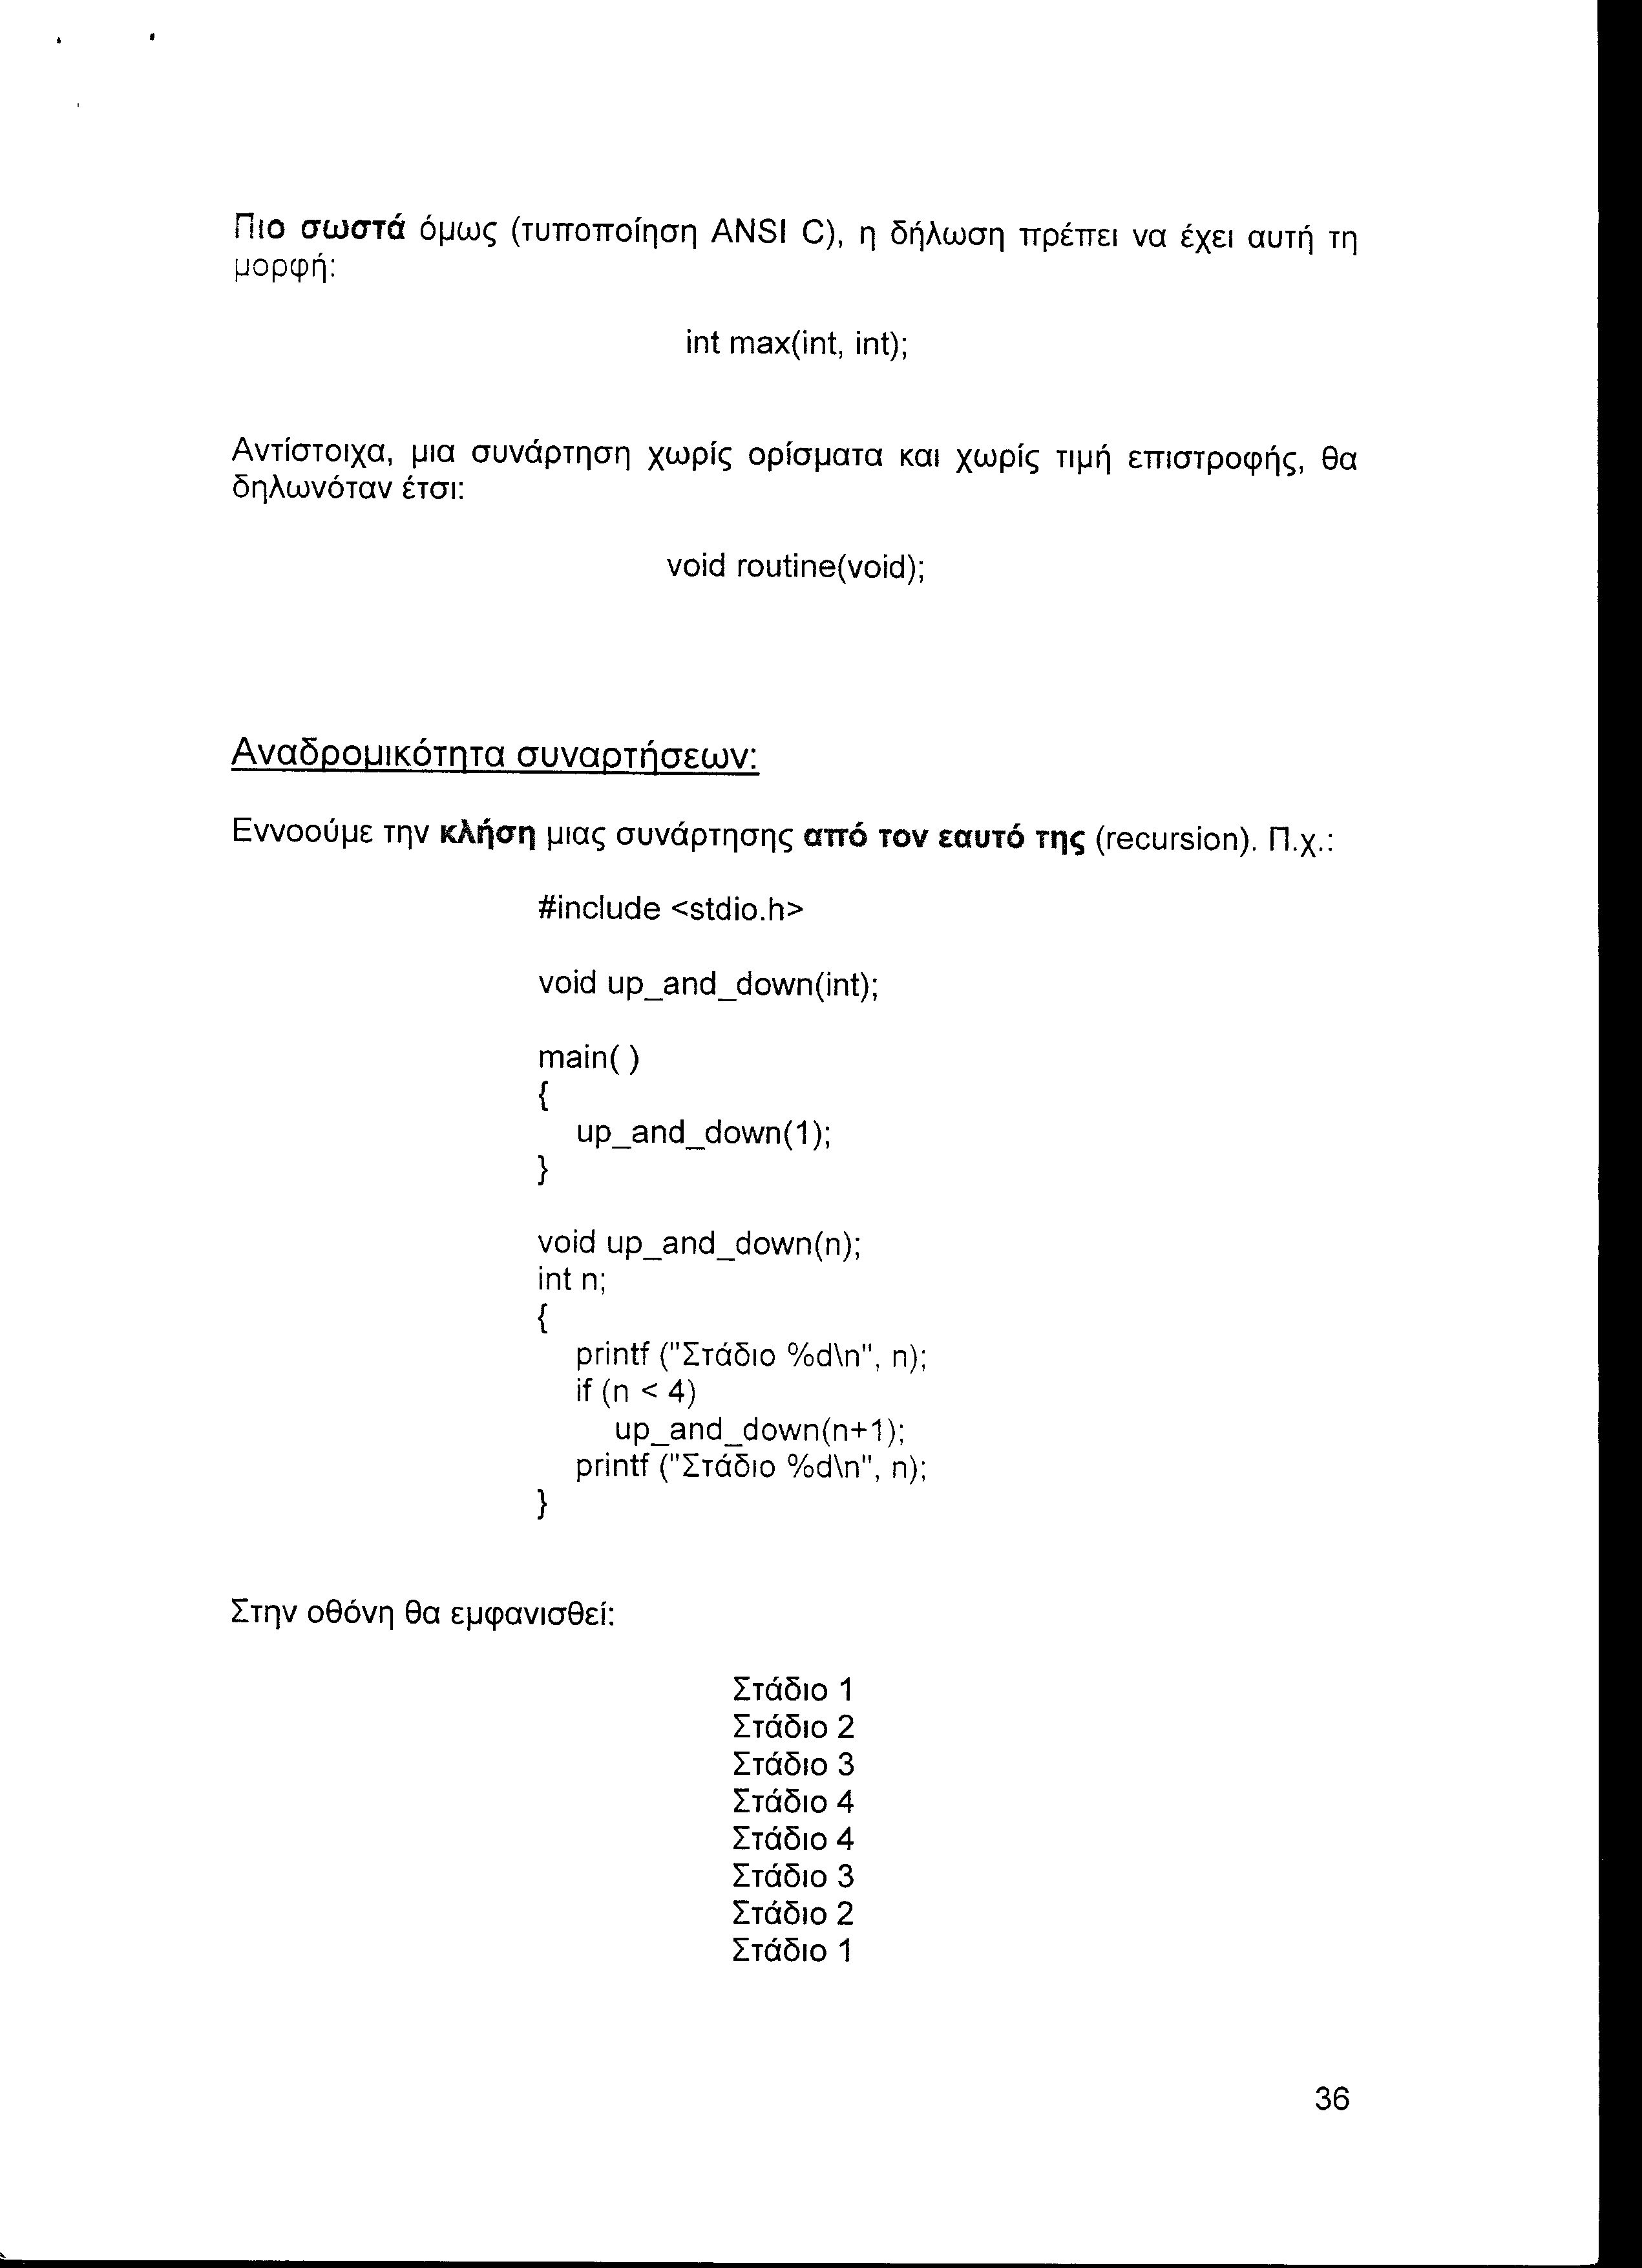 Πιο σωστά όμως (τυποποίηση ANSI C), η δήλωση πρέπει να έχει αυτή τη
μορφή:
int max(int, int);
Αντίστοιχα, μια συνάρτηση χωρίς ορίσματα και χωρίς τιμή επιστροφής, θα
δηλωνόταν έτσι:
void routine(void);
Αναδρομικότητα συναρτήσεων:
Εννοούμε την κλήση μιας συνάρτησης από τον εαυτό της (recursion). Π.χ.:
#include <stdio.h>
void up_and_down(int);
main( )
{
up_and_down(1);
}
void up_and_down(n);
int n;
{
printf ("Στάδιο %d\n", n);
if (n < 4)
up_and_down(n+1);
printf ("Στάδιο %d\n", n);
}
Στην οθόνη θα εμφανισθεί:
Στάδιο 1
Στάδιο 2
Στάδιο 3
Στάδιο 4
Στάδιο 4
Στάδιο 3
Στάδιο 2
Στάδιο 1
36